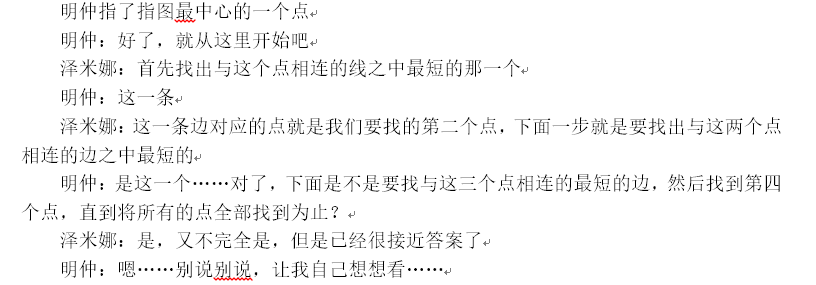 明仲指了指图最中心的一个点
明仲：好了，就从这里开始吧
泽米娜：首先找出与这个点相连的线之中最短的那一个
明仲：这一条
泽米娜：这一条边对应的点就是我们要找的第二个点，下面一步就是要找出与这两个点
相连的边之中最短的
明仲：是这一个……对了，下面是不是要找与这三个点相连的最短的边，然后找到第四
个点，直到将所有的点全部找到为止？
泽米娜：是，又不完全是，但是已经很接近答案了
明仲：嗯……别说别说，让我自己想想看……